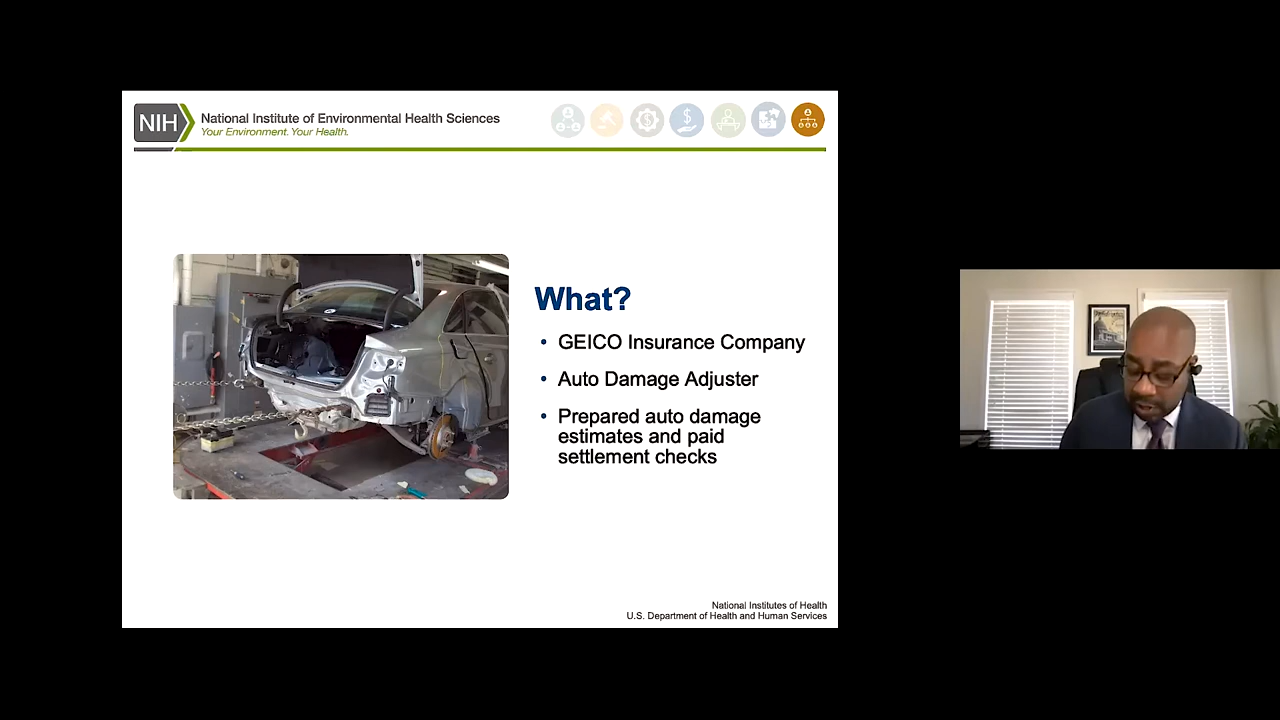 NIH
National Institute of Environmental Health Sciences
Your Environment. Your Health.
What?
• GEICO Insurance Company
• Auto Damage Adjuster
• Prepared auto damage
estimates and paid
settlement checks
National Institutes of Health
U.S. Department of Health and Human Services